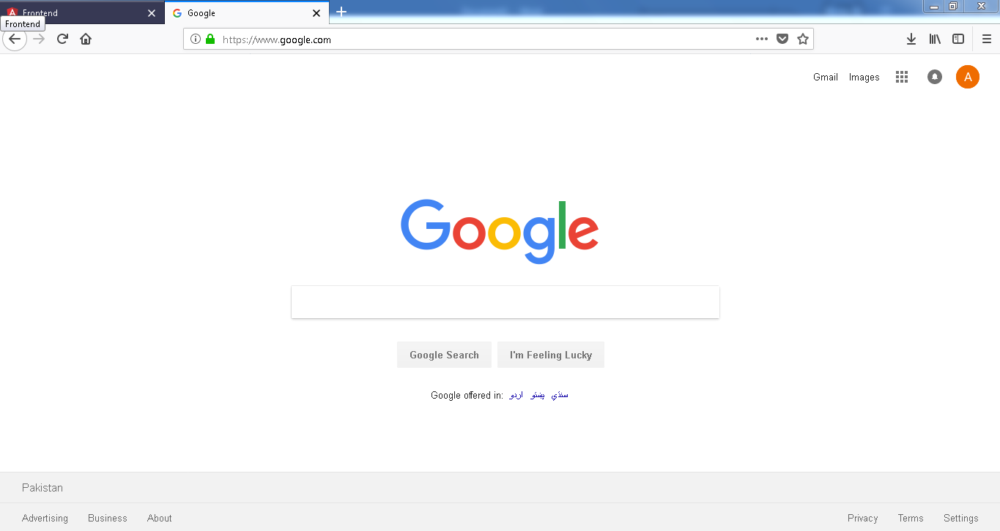 Frontend
Google
Frontend
https://www.google.com
Gmail Images A
Google
Google Search I'm Feeling Lucky
Google offered in: اردو پښتو سنڌي
Pakistan
Advertising Business About Privacy Terms Settings